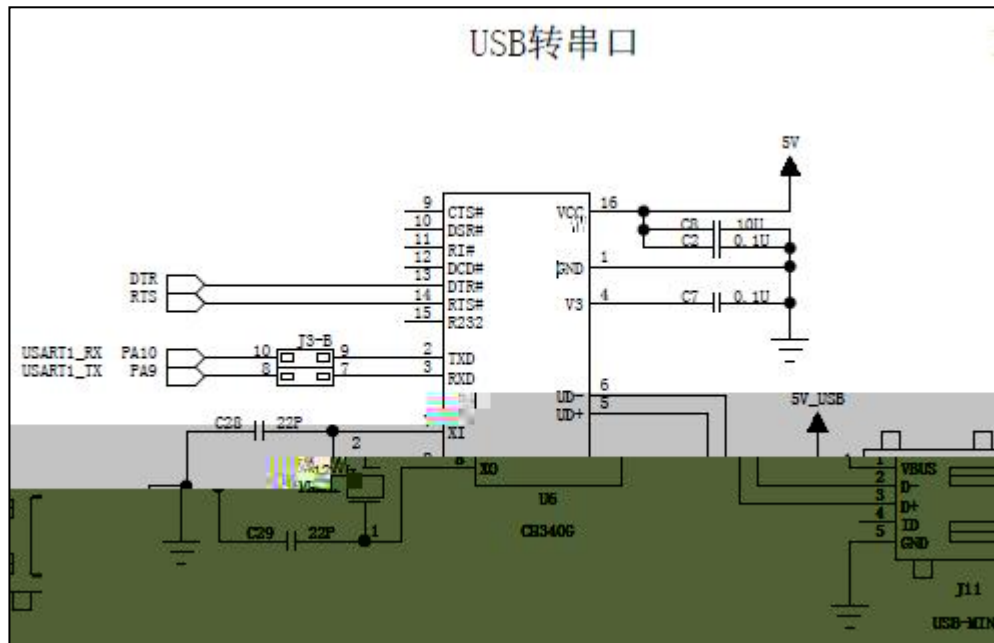 USB转串口
5V
9 CTS# VCC 16
10 DSR# C8 10U
11 RI# C2 0.1U
12 DCD# GND 1
DTR 13 DTR#
RTS 14 RTS# V3 4 C7 0.1U
15 R232
J3-B
USART1_RX PA10 10 9 2 TXD
USART1_TX PA9 8 7 3 RXD
UD- 6
UD+ 5
5V_USB
C28 22P XI
2
8 XO 1 VBUS
2 D-
U6 3 D+
4 ID
C29 22P 1 CH340G 5 GND
J11
USB-MIN